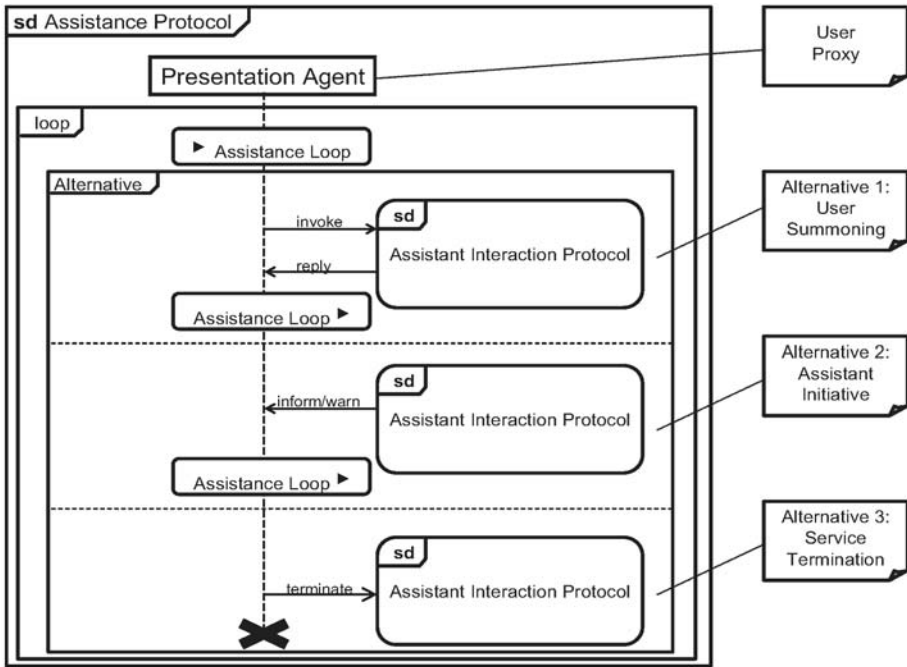 sd Assistance Protocol
User
Proxy
Presentation Agent
loop
► Assistance Loop
Alternative
invoke
sd
Assistant Interaction Protocol
reply
Assistance Loop ►
Alternative 1:
User
Summoning
sd
inform/warn
Assistant Interaction Protocol
Assistance Loop ►
Alternative 2:
Assistant
Initiative
sd
terminate
Assistant Interaction Protocol
Alternative 3:
Service
Termination